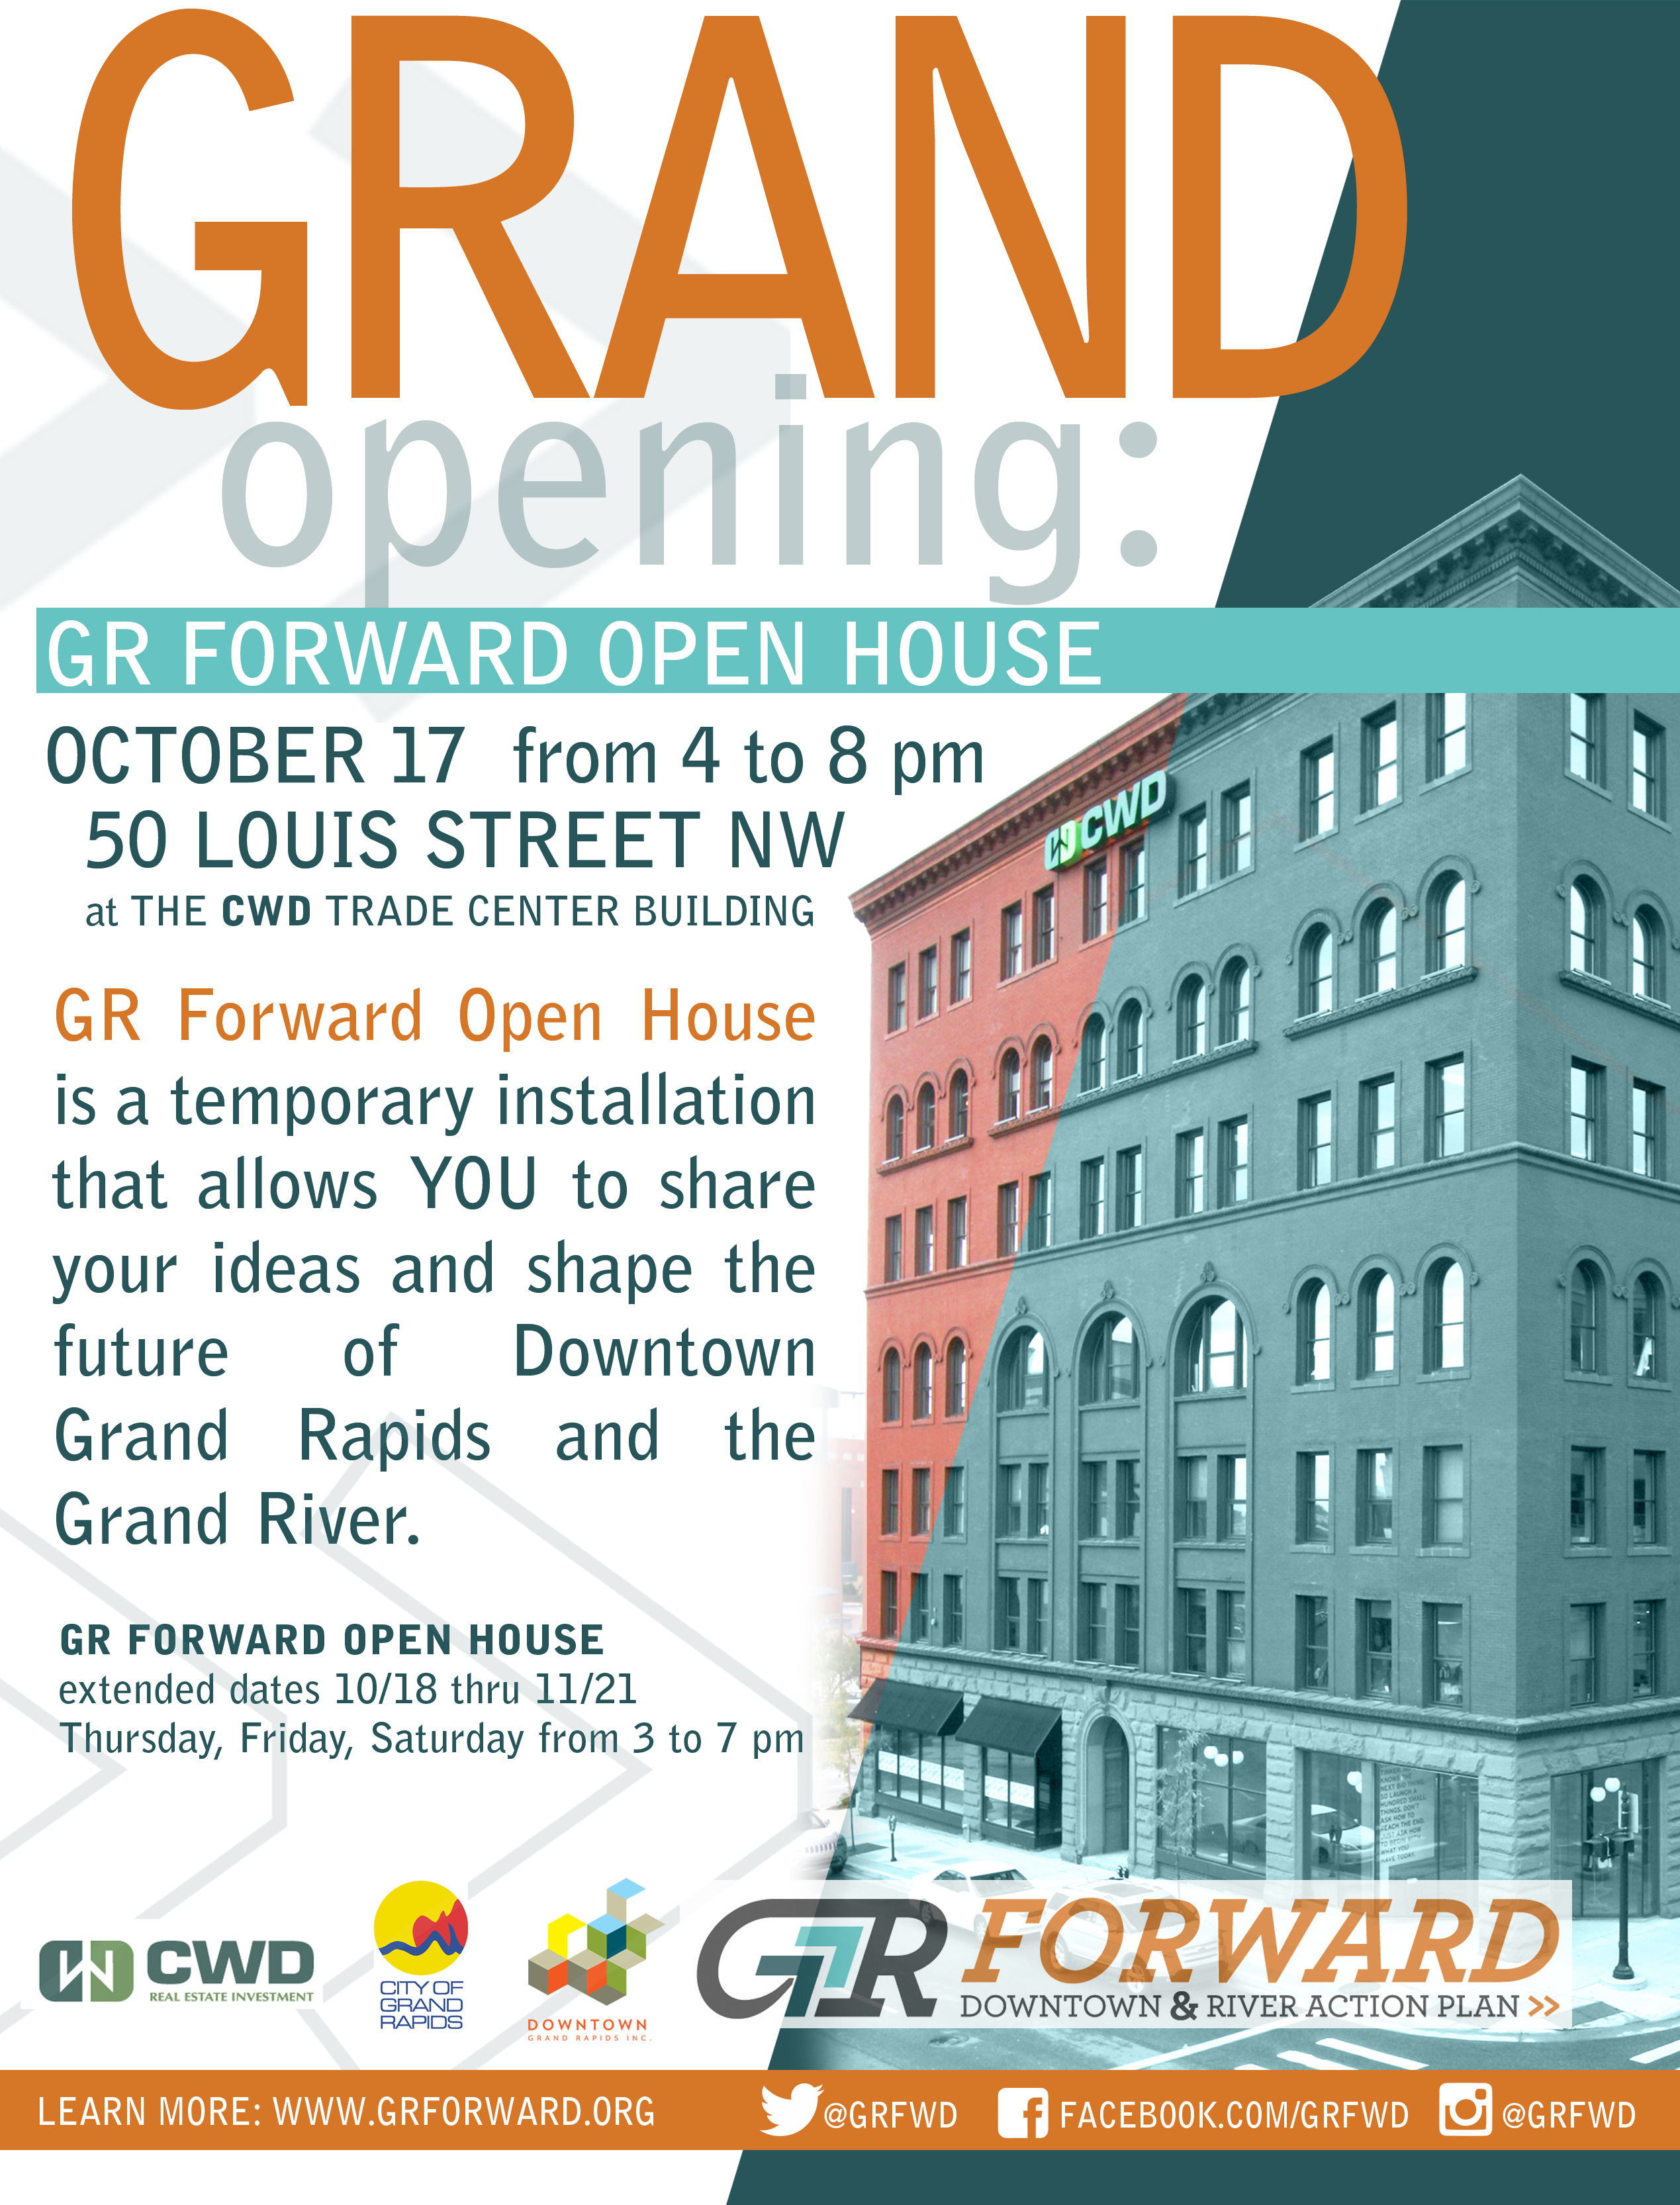 GRAND
opening:
GR FORWARD OPEN HOUSE
OCTOBER 17 from 4 to 8 pm
50 LOUIS STREET NW
at THE CWD TRADE CENTER BUILDING
CWD
GR Forward Open House
is a temporary installation
that allows YOU to share
your ideas and shape the
future of Downtown
Grand Rapids and the
Grand River.
GR FORWARD OPEN HOUSE
extended dates 10/18 thru 11/21
Thursday, Friday, Saturday from 3 to 7 pm
CWD
REAL ESTATE INVESTMENT
CITY OF
GRAND
RAPIDS
DOWNTOWN
GRAND RAPIDS INC.
GR FORWARD
DOWNTOWN & RIVER ACTION PLAN >>
LEARN MORE: WWW.GRFORWARD.ORG
@GRFWD
FACEBOOK.COM/GRFWD
@GRFWD